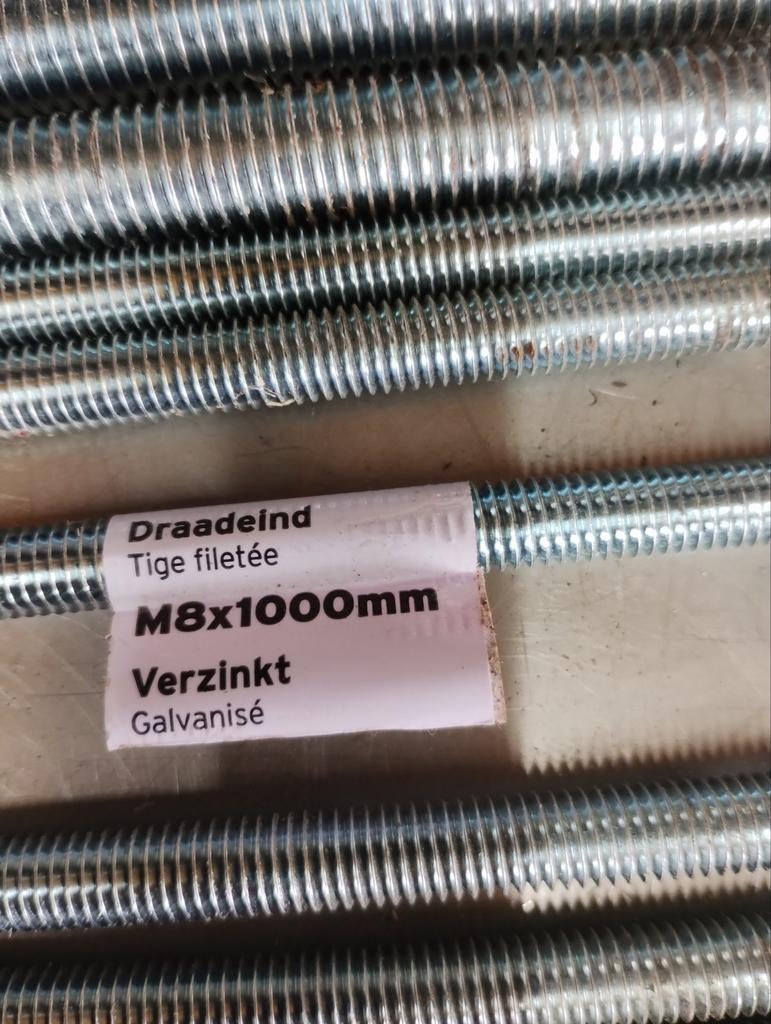 Draadeind
Tige filetée
M8x1000mm
Verzinkt
Galvanisé